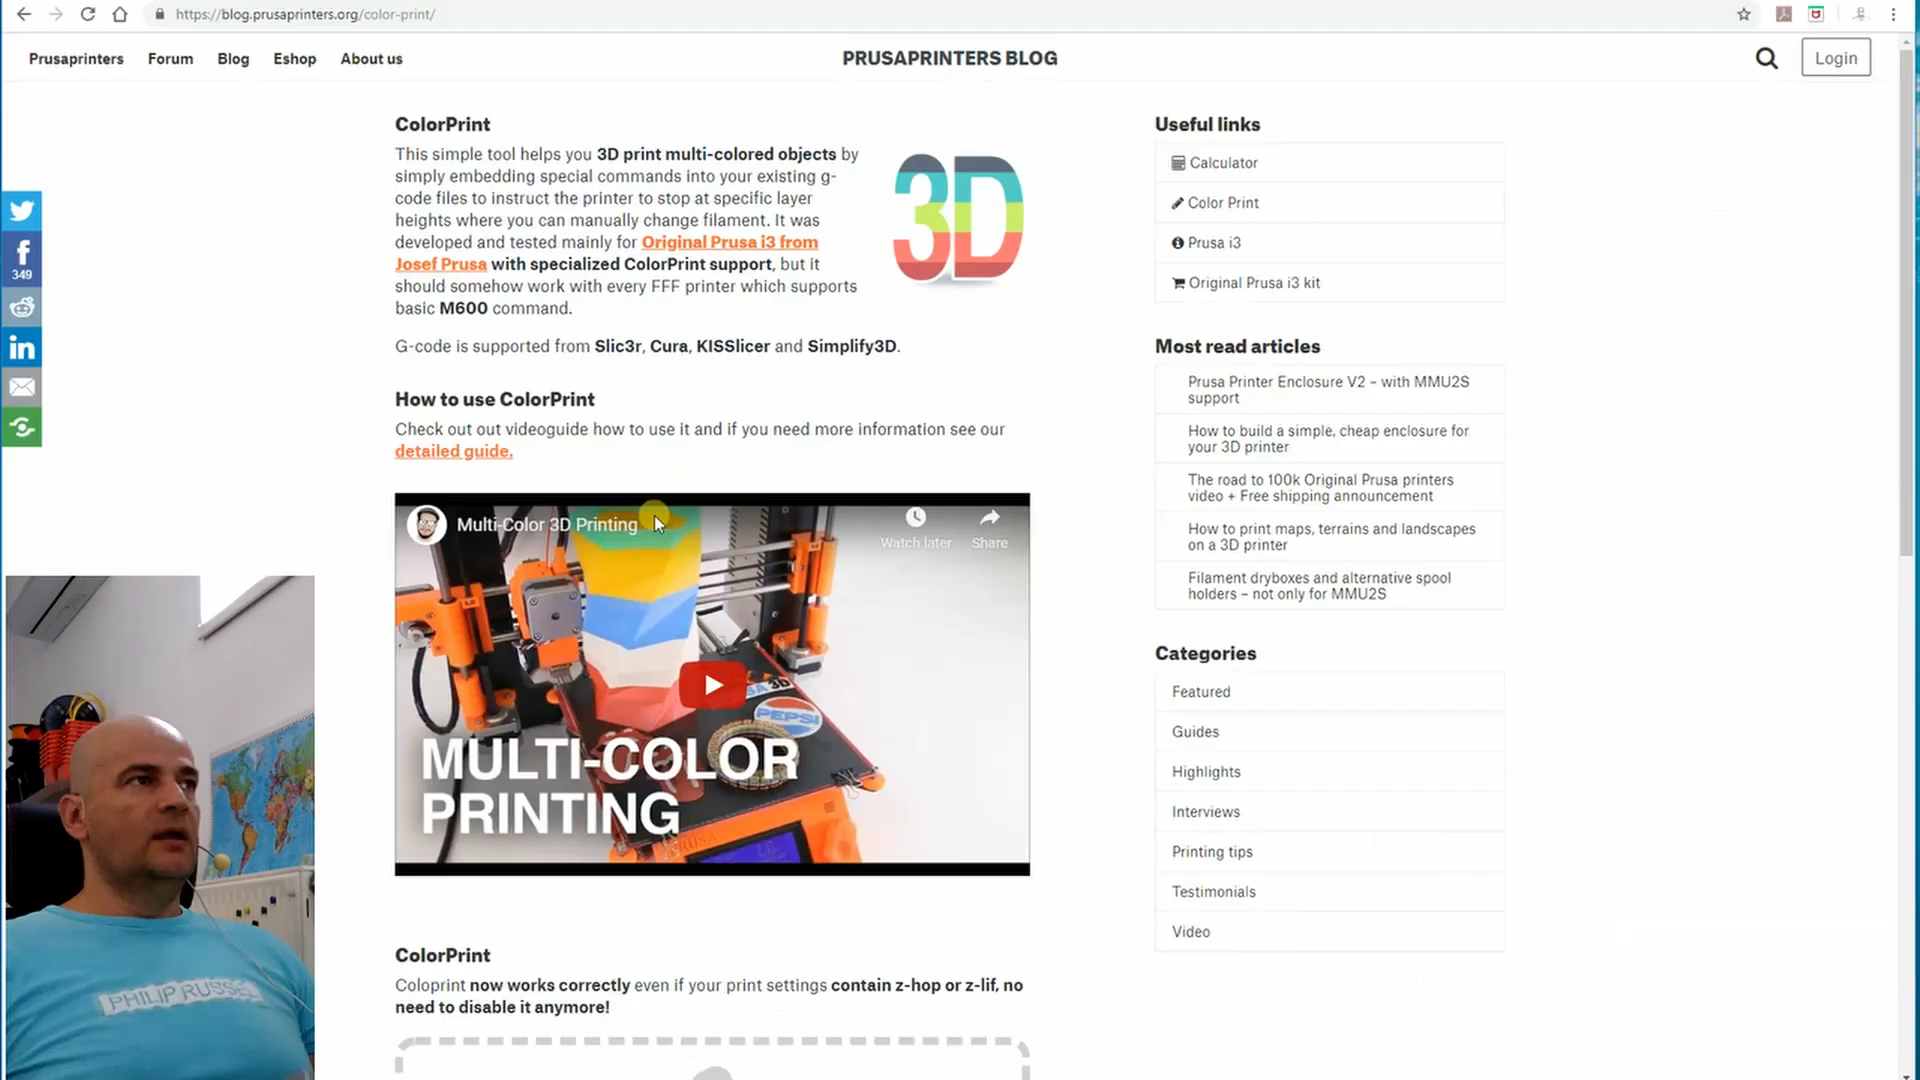 https://blog.prusaprinters.org/color-print/
Prusaprinters
Forum
Blog
Eshop
About us
PRUSAPRINTERS BLOG
Login
ColorPrint
This simple tool helps you 3D print multi-colored objects by
simply embedding special commands into your existing g-
code files to instruct the printer to stop at specific layer
heights where you can manually change filament. It was
developed and tested mainly for Original Prusa i3 from
Josef Prusa with specialized ColorPrint support, but it
should somehow work with every FFF printer which supports
basic M600 command.
3D
G-code is supported from Slic3r, Cura, KISSlicer and Simplify3D.
How to use ColorPrint
Check out out videoguide how to use it and if you need more information see our
detailed guide.
349
Multi-Color 3D Printing
Watch later
Share
PEPSI
MULTI-COLOR
PRINTING
ColorPrint
Coloprint now works correctly even if your print settings contain z-hop or z-lif, no
need to disable it anymore!
Useful links
Calculator
Color Print
Prusa i3
Original Prusa i3 kit
Most read articles
Prusa Printer Enclosure V2 – with MMU2S
support
How to build a simple, cheap enclosure for
your 3D printer
The road to 100k Original Prusa printers
video + Free shipping announcement
How to print maps, terrains and landscapes
on a 3D printer
Filament dryboxes and alternative spool
holders – not only for MMU2S
Categories
Featured
Guides
Highlights
Interviews
Printing tips
Testimonials
Video
PHILIP RUSSEL